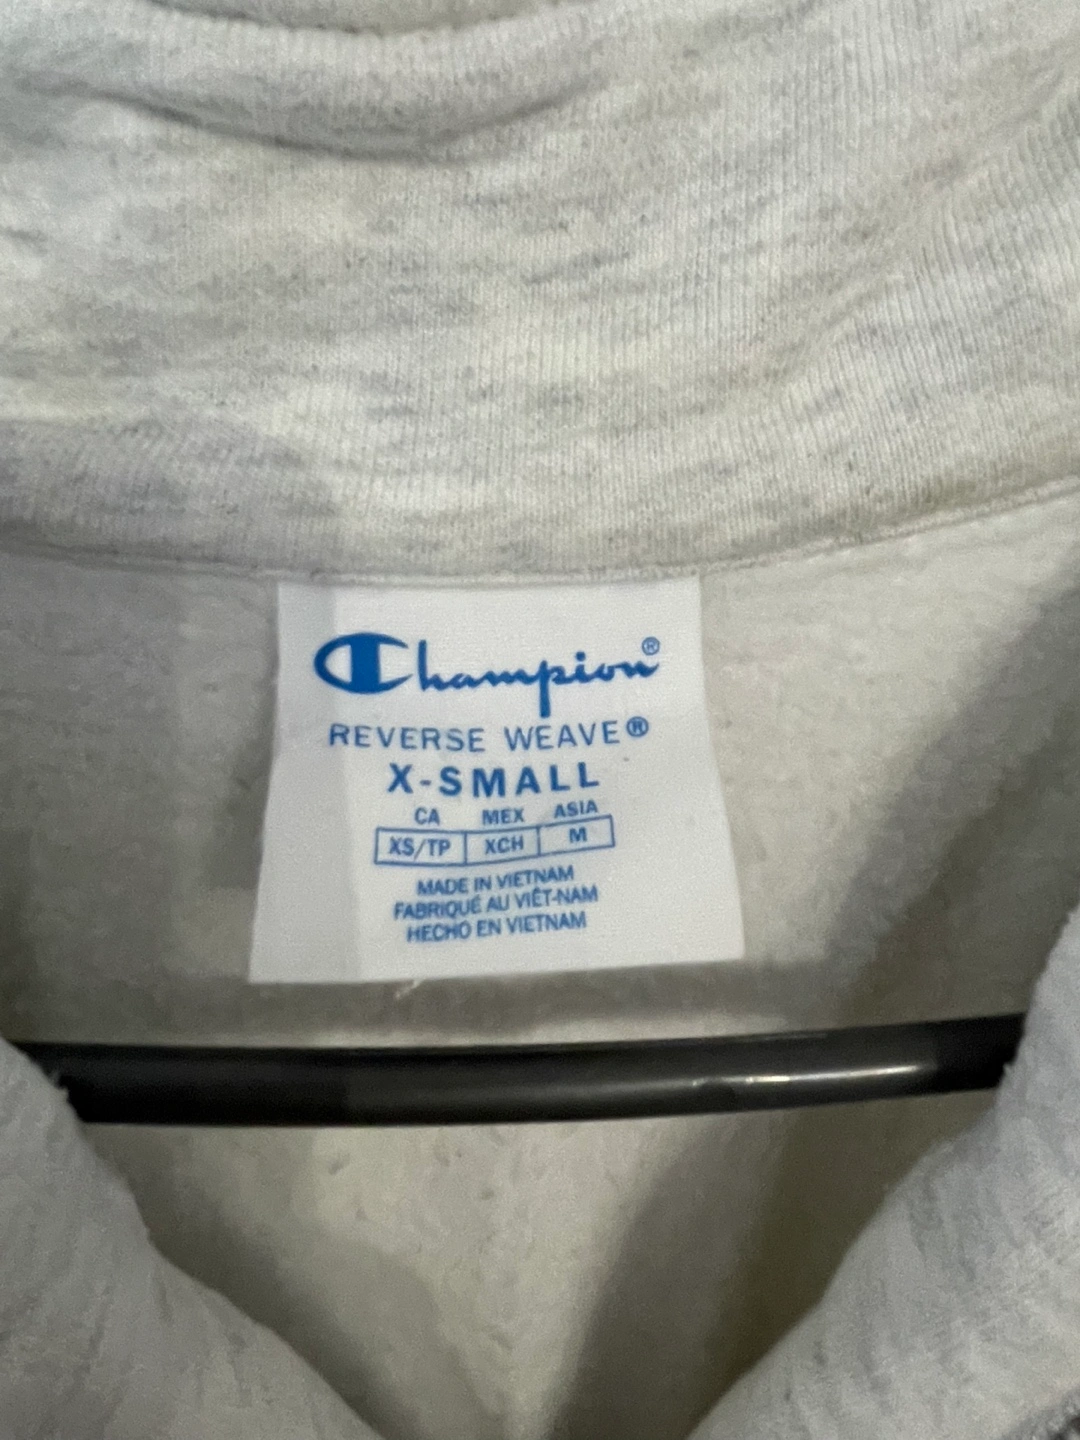 Champion®
REVERSE WEAVE®
X-SMALL
CA MEX ASIA
XS/TP XCH M
MADE IN VIETNAM
FABRIQUÉ AU VIÊT-NAM
HECHO EN VIETNAM